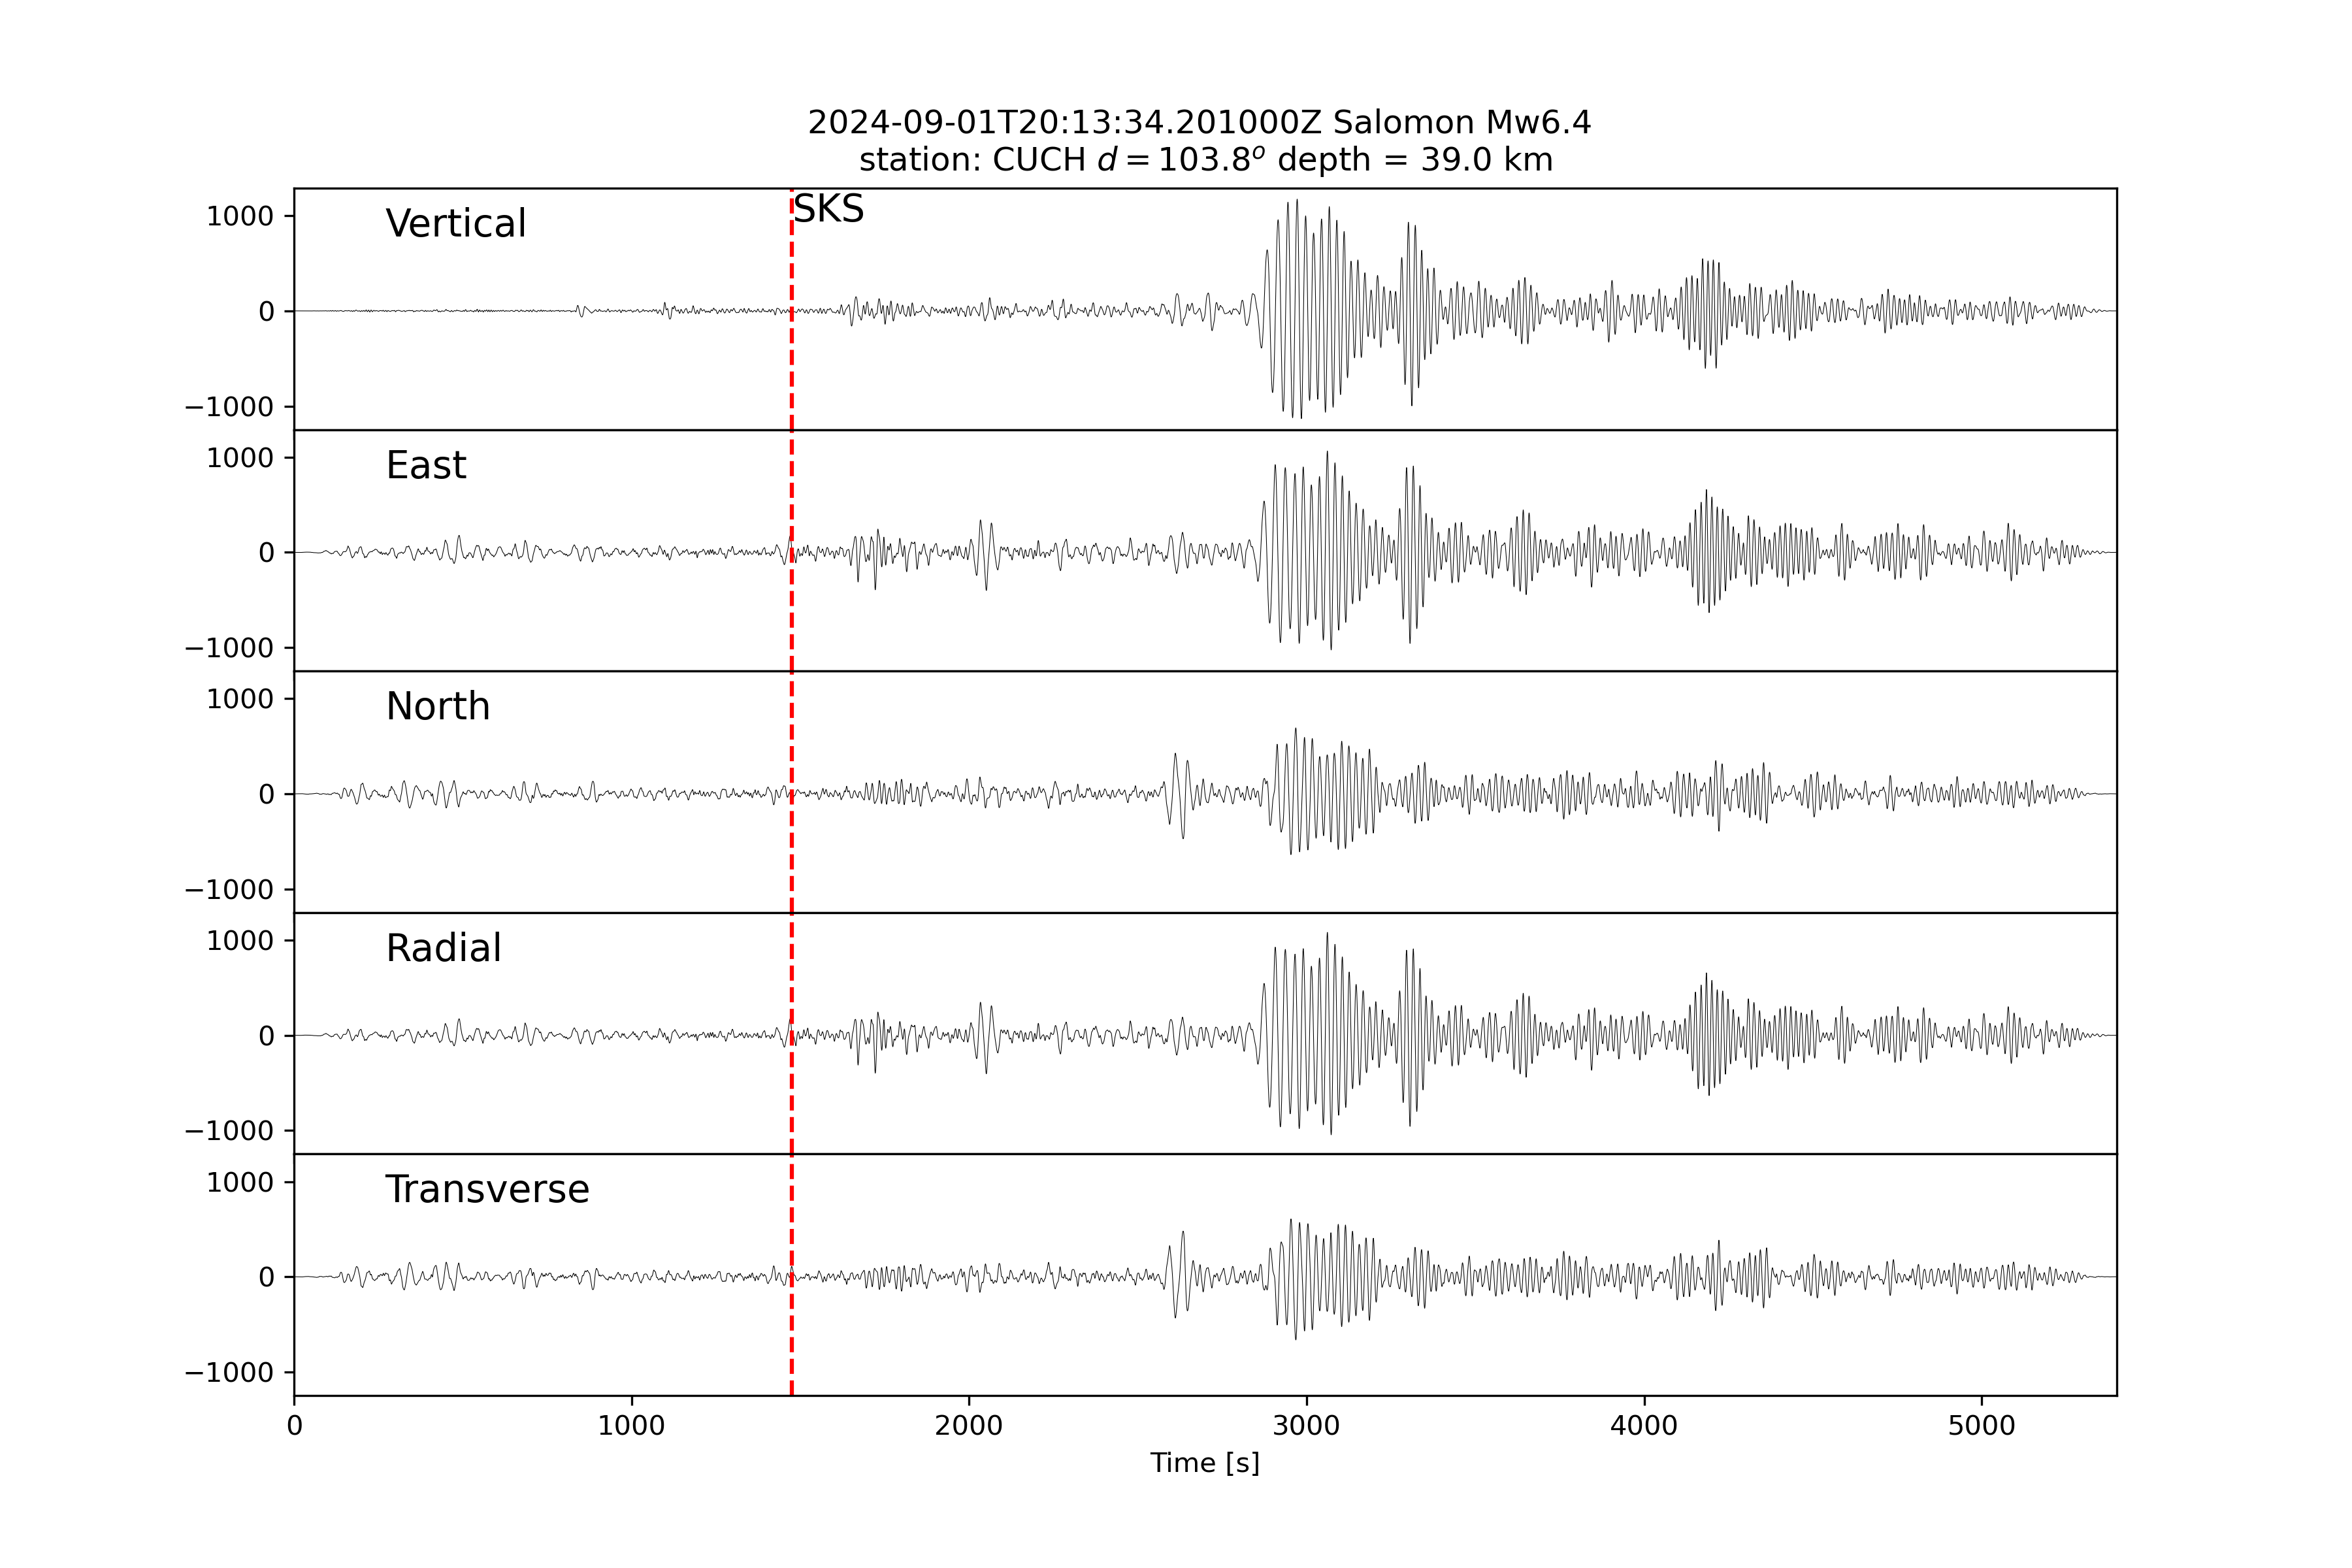 2024-09-01T20:13:34.201000Z Salomon Mw6.4
station: CUCH d = 103.8° depth = 39.0 km
SKS
Vertical
1000
0
−1000
East
1000
0
−1000
North
1000
0
−1000
Radial
1000
0
−1000
Transverse
1000
0
−1000
0 1000 2000 3000 4000 5000
Time [s]